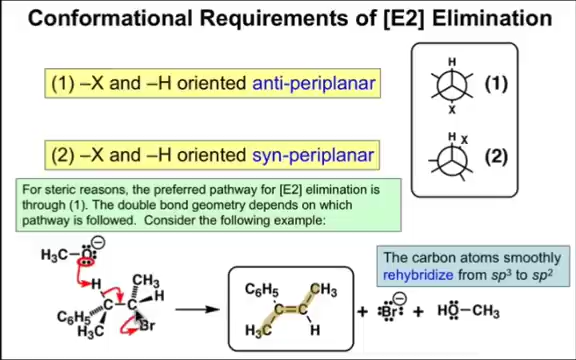 Conformational Requirements of [E2] Elimination
(1) –X and –H oriented anti-periplanar
H
X
(1)
(2) –X and –H oriented syn-periplanar
H X
(2)
For steric reasons, the preferred pathway for [E2] elimination is
through (1). The double bond geometry depends on which
pathway is followed. Consider the following example:
The carbon atoms smoothly
rehybridize from sp³ to sp²
H₃C–O
H
CH₃
H
C–C
C₆H₅
H₃C
Br
C₆H₅
CH₃
C=C
H₃C
H
+ Br + HO–CH₃